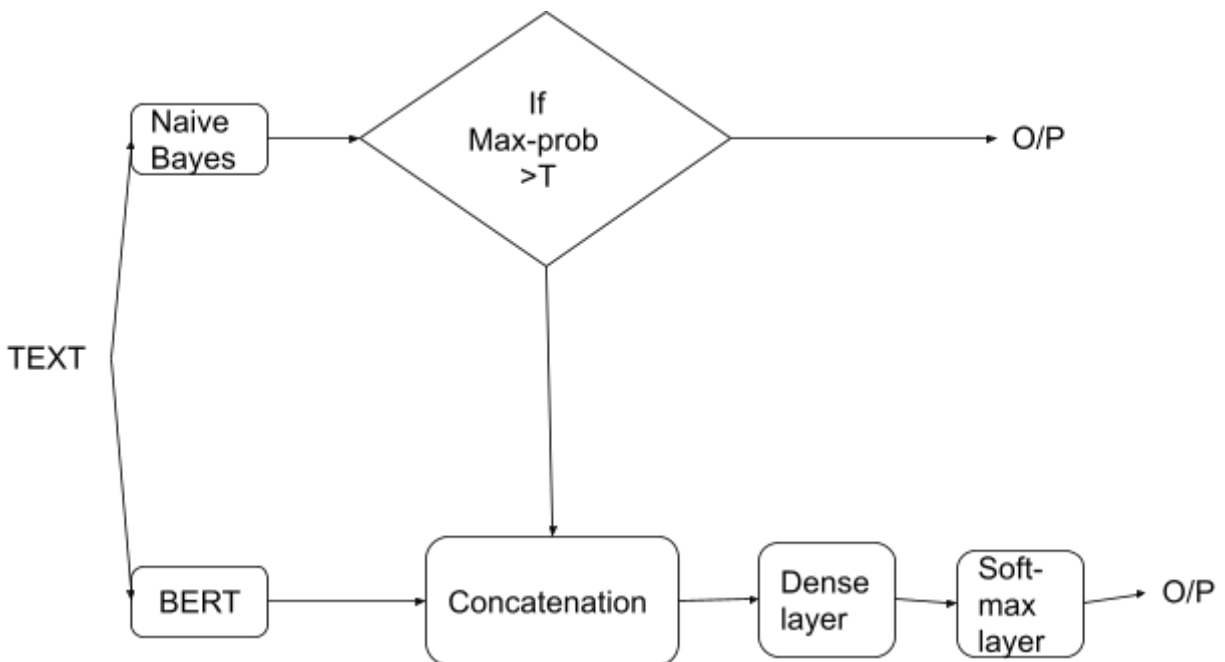 If
Max-prob
>T
Naive
Bayes
O/P
TEXT
BERT
Concatenation
Dense
layer
Soft-
max
layer
O/P